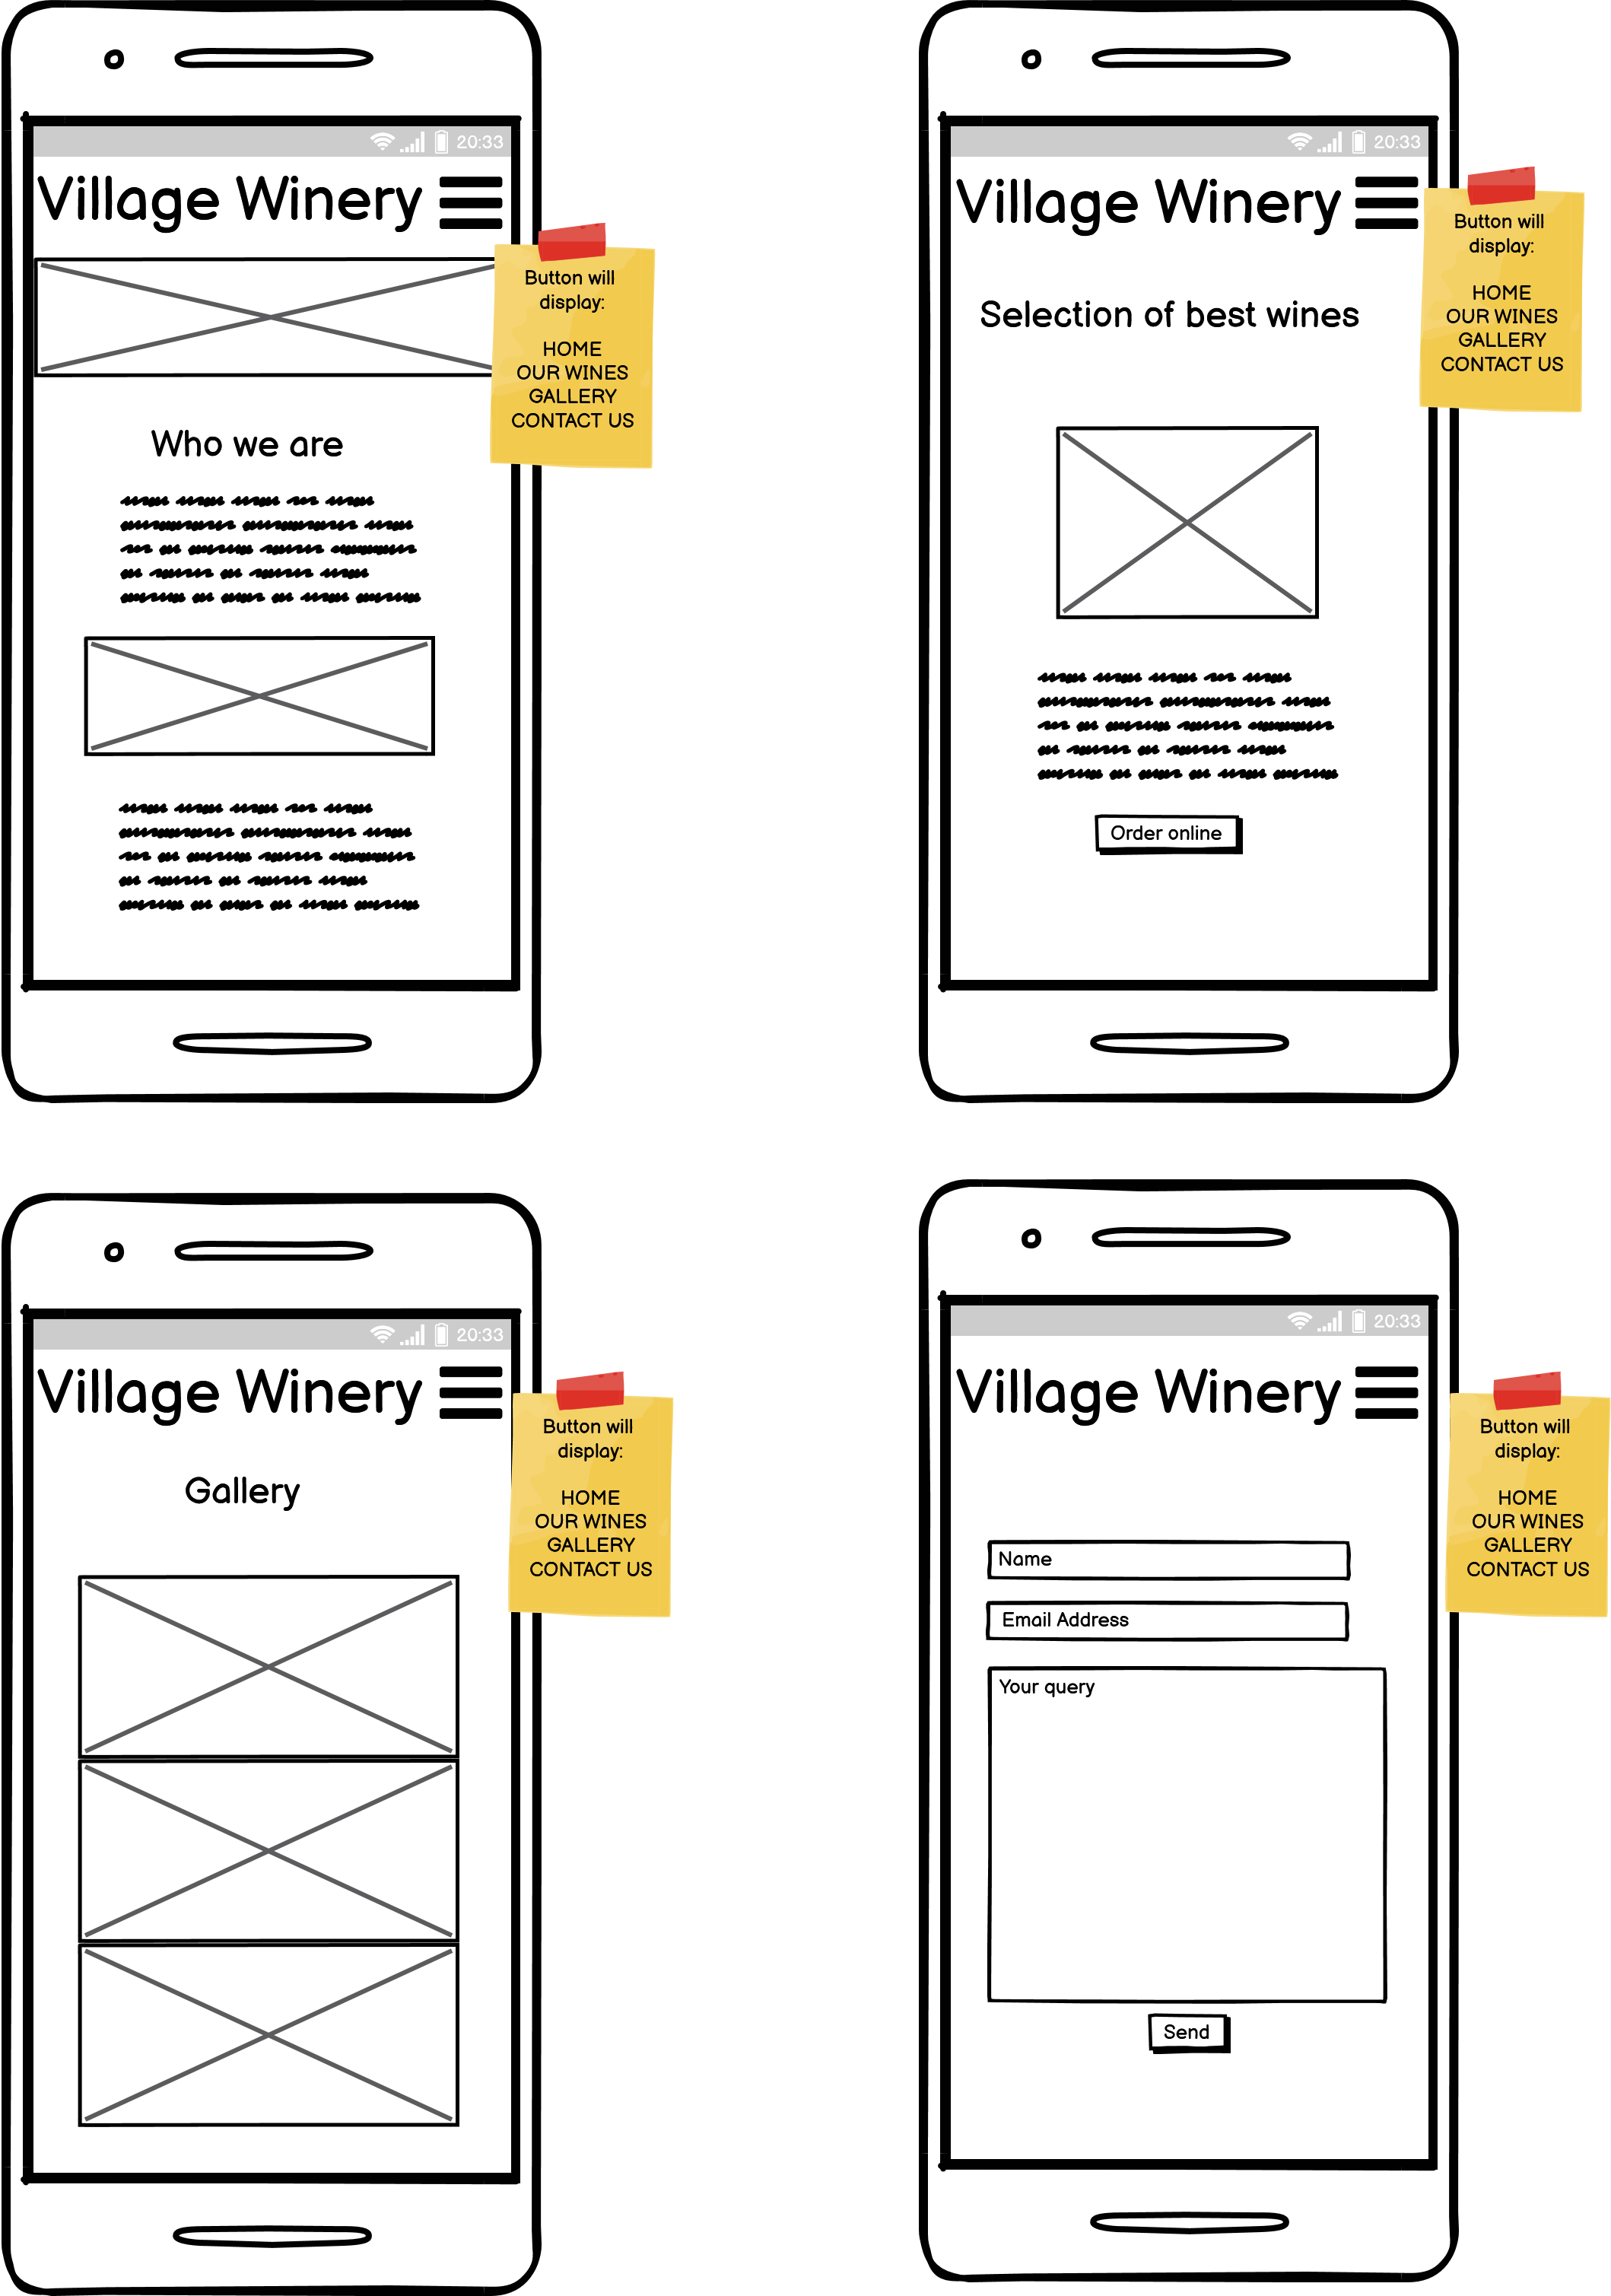 20:33
Village Winery
Button will
display:
HOME
OUR WINES
GALLERY
CONTACT US
Who we are
20:33
Village Winery
Button will
display:
HOME
OUR WINES
GALLERY
CONTACT US
Selection of best wines
Order online
20:33
Village Winery
Button will
display:
HOME
OUR WINES
GALLERY
CONTACT US
Gallery
20:33
Village Winery
Button will
display:
HOME
OUR WINES
GALLERY
CONTACT US
Name
Email Address
Your query
Send